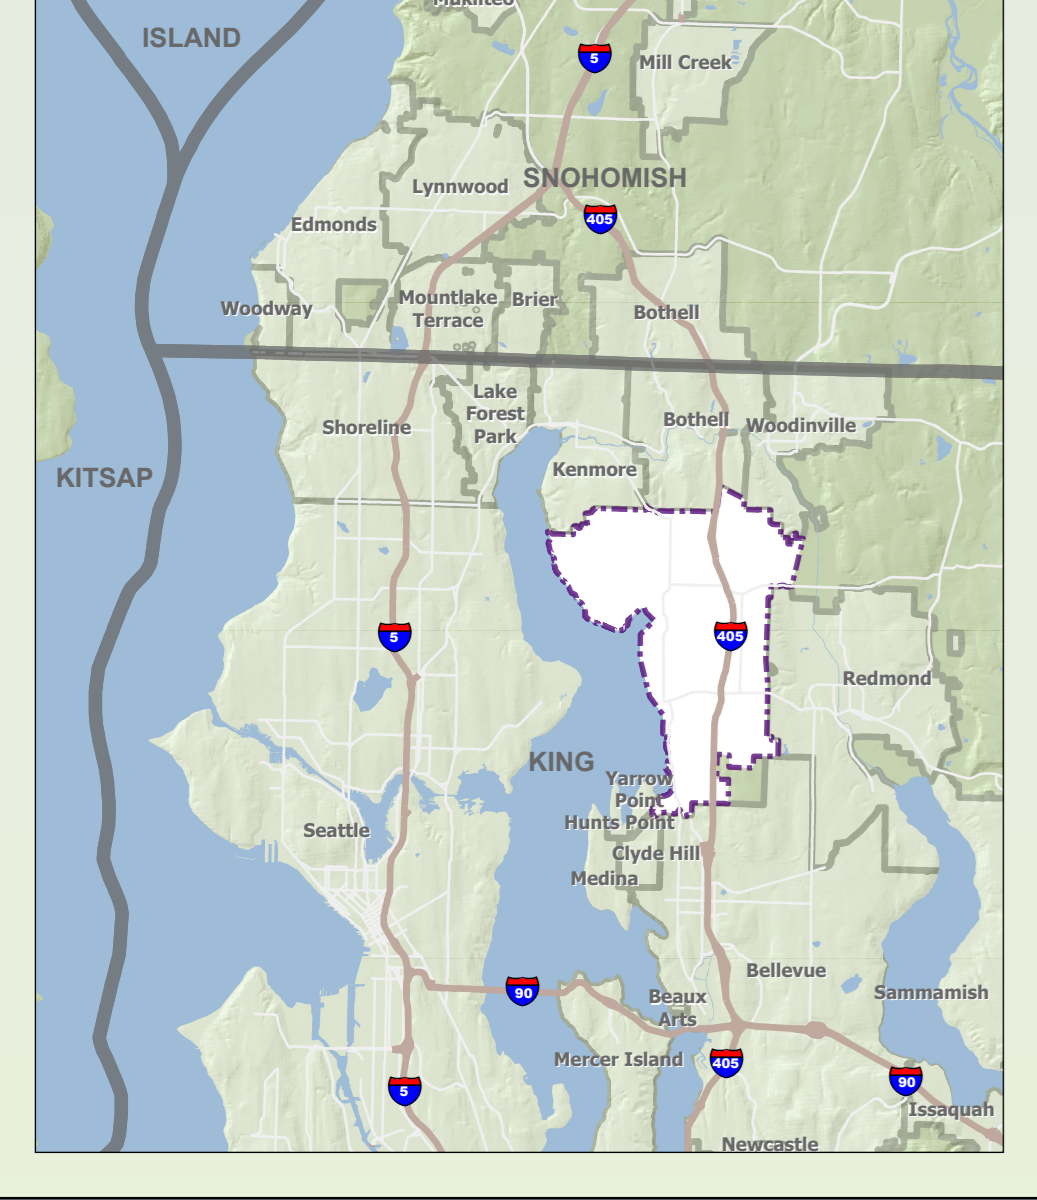 Mukilteo
ISLAND
5
Mill Creek
SNOHOMISH
Lynnwood
405
Edmonds
Woodway
Mountlake
Terrace
Brier
Bothell
Lake
Forest
Park
Shoreline
Bothell
Woodinville
KITSAP
Kenmore
5
405
Redmond
KING
Yarrow
Point
Hunts Point
Seattle
Clyde Hill
Medina
Bellevue
90
Beaux
Arts
Sammamish
Mercer Island
405
5
90
Issaquah
Newcastle